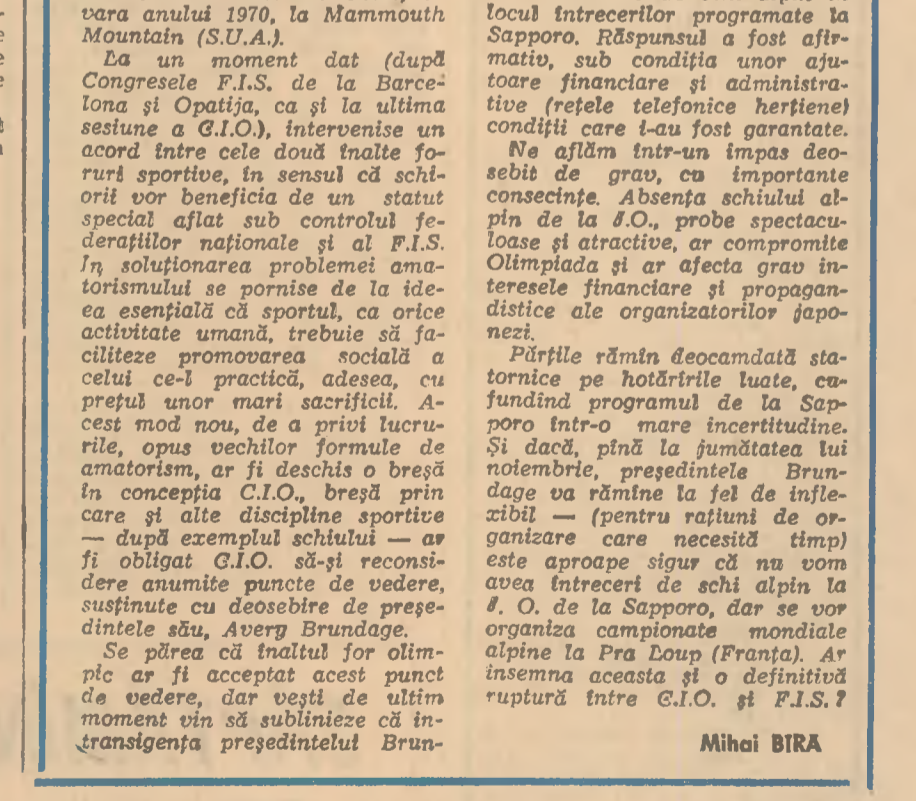 vara anului 1970, la Mammouth
Mountain (S.U.A.).
La un moment dat (după
Congresele F.I.S. de la Barce-
lona și Opatija, ca și la ultima
sesiune a C.I.O.), intervenise un
acord între cele două înalte fo-
ruri sportive, în sensul că schi-
orii vor beneficia de un statut
special aflat sub controlul fe-
derațiilor naționale și al F.I.S.
În soluționarea problemei ama-
torismului se pornise de la ide-
ea esențială că sportul, ca orice
activitate umană, trebuie să fa-
ciliteze promovarea socială a
celui ce-l practică, adesea, cu
prețul unor mari sacrificii. A-
cest mod nou, de a privi lucru-
rile, opus vechilor formule de
amatorism, ar fi deschis o breșă
în concepția C.I.O., breșă prin
care și alte discipline sportive
— după exemplul schiului — ar
fi obligat C.I.O. să-și reconsi-
dere anumite puncte de vedere,
susținute cu deosebire de preșe-
dintele său, Avery Brundage.
Se părea că înaltul for olim-
pic ar fi acceptat acest punct
de vedere, dar vești de ultim
moment vin să sublinieze că in-
transigența președintelui Brun-
locul întrecerilor programate la
Sapporo. Răspunsul a fost afir-
mativ, sub condiția unor aju-
toare financiare și administra-
tive (rețele telefonice herțiene)
condiții care i-au fost garantate.
Ne aflăm într-un impas deo-
sebit de grav, cu importante
consecințe. Absența schiului al-
pin de la J.O., probe spectacu-
loase și atractive, ar compromite
Olimpiada și ar afecta grav in-
teresele financiare și propagan-
distice ale organizatorilor japo-
nezi.
Părțile rămîn deocamdată sta-
tornice pe hotărîrile luate, cu-
fundînd programul de la Sap-
poro într-o mare incertitudine.
Și dacă, pînă la jumătatea lui
noiembrie, președintele Brun-
dage va rămîne la fel de infle-
xibil — (pentru rațiuni de or-
ganizare care necesită timp)
este aproape sigur că nu vom
avea întreceri de schi alpin la
J. O. de la Sapporo, dar se vor
organiza campionate mondiale
alpine la Pra Loup (Franța). Ar
însemna aceasta și o definitivă
ruptură între C.I.O. și F.I.S.?
Mihai BÎRĂ